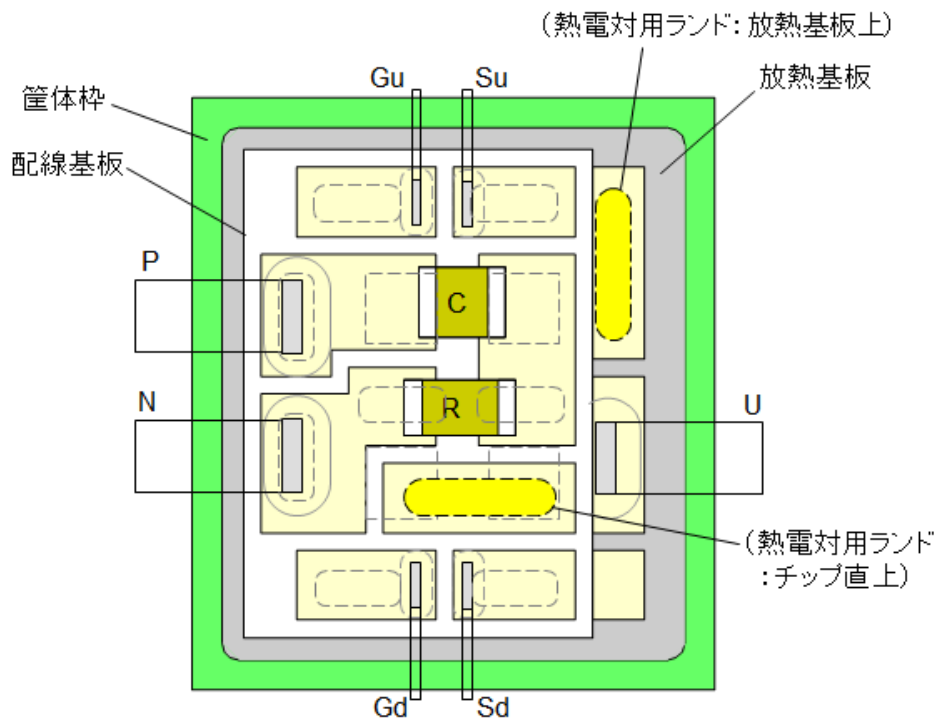 (熱電対用ランド:放熱基板上)
Gu
Su
放熱基板
筐体枠
配線基板
P
C
N
R
U
(熱電対用ランド
:チップ直上)
Gd
Sd